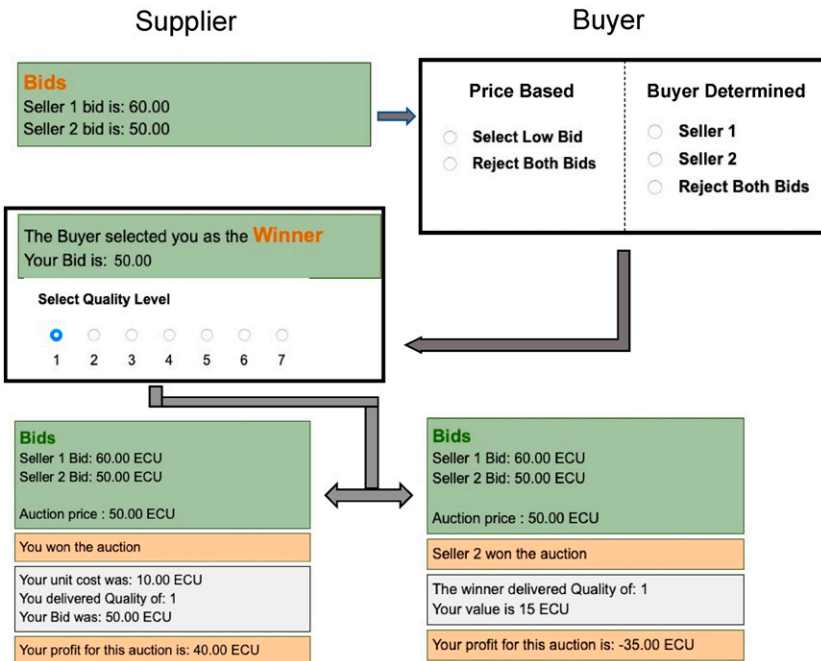 Supplier
Buyer
Bids
Seller 1 bid is: 60.00
Seller 2 bid is: 50.00
Price Based
Select Low Bid
Reject Both Bids
Buyer Determined
Seller 1
Seller 2
Reject Both Bids
The Buyer selected you as the Winner
Your Bid is: 50.00
Select Quality Level
1 2 3 4 5 6 7
Bids
Seller 1 Bid: 60.00 ECU
Seller 2 Bid: 50.00 ECU
Auction price : 50.00 ECU
You won the auction
Your unit cost was: 10.00 ECU
You delivered Quality of: 1
Your Bid was: 50.00 ECU
Your profit for this auction is: 40.00 ECU
Bids
Seller 1 Bid: 60.00 ECU
Seller 2 Bid: 50.00 ECU
Auction price : 50.00 ECU
Seller 2 won the auction
The winner delivered Quality of: 1
Your value is 15 ECU
Your profit for this auction is: -35.00 ECU